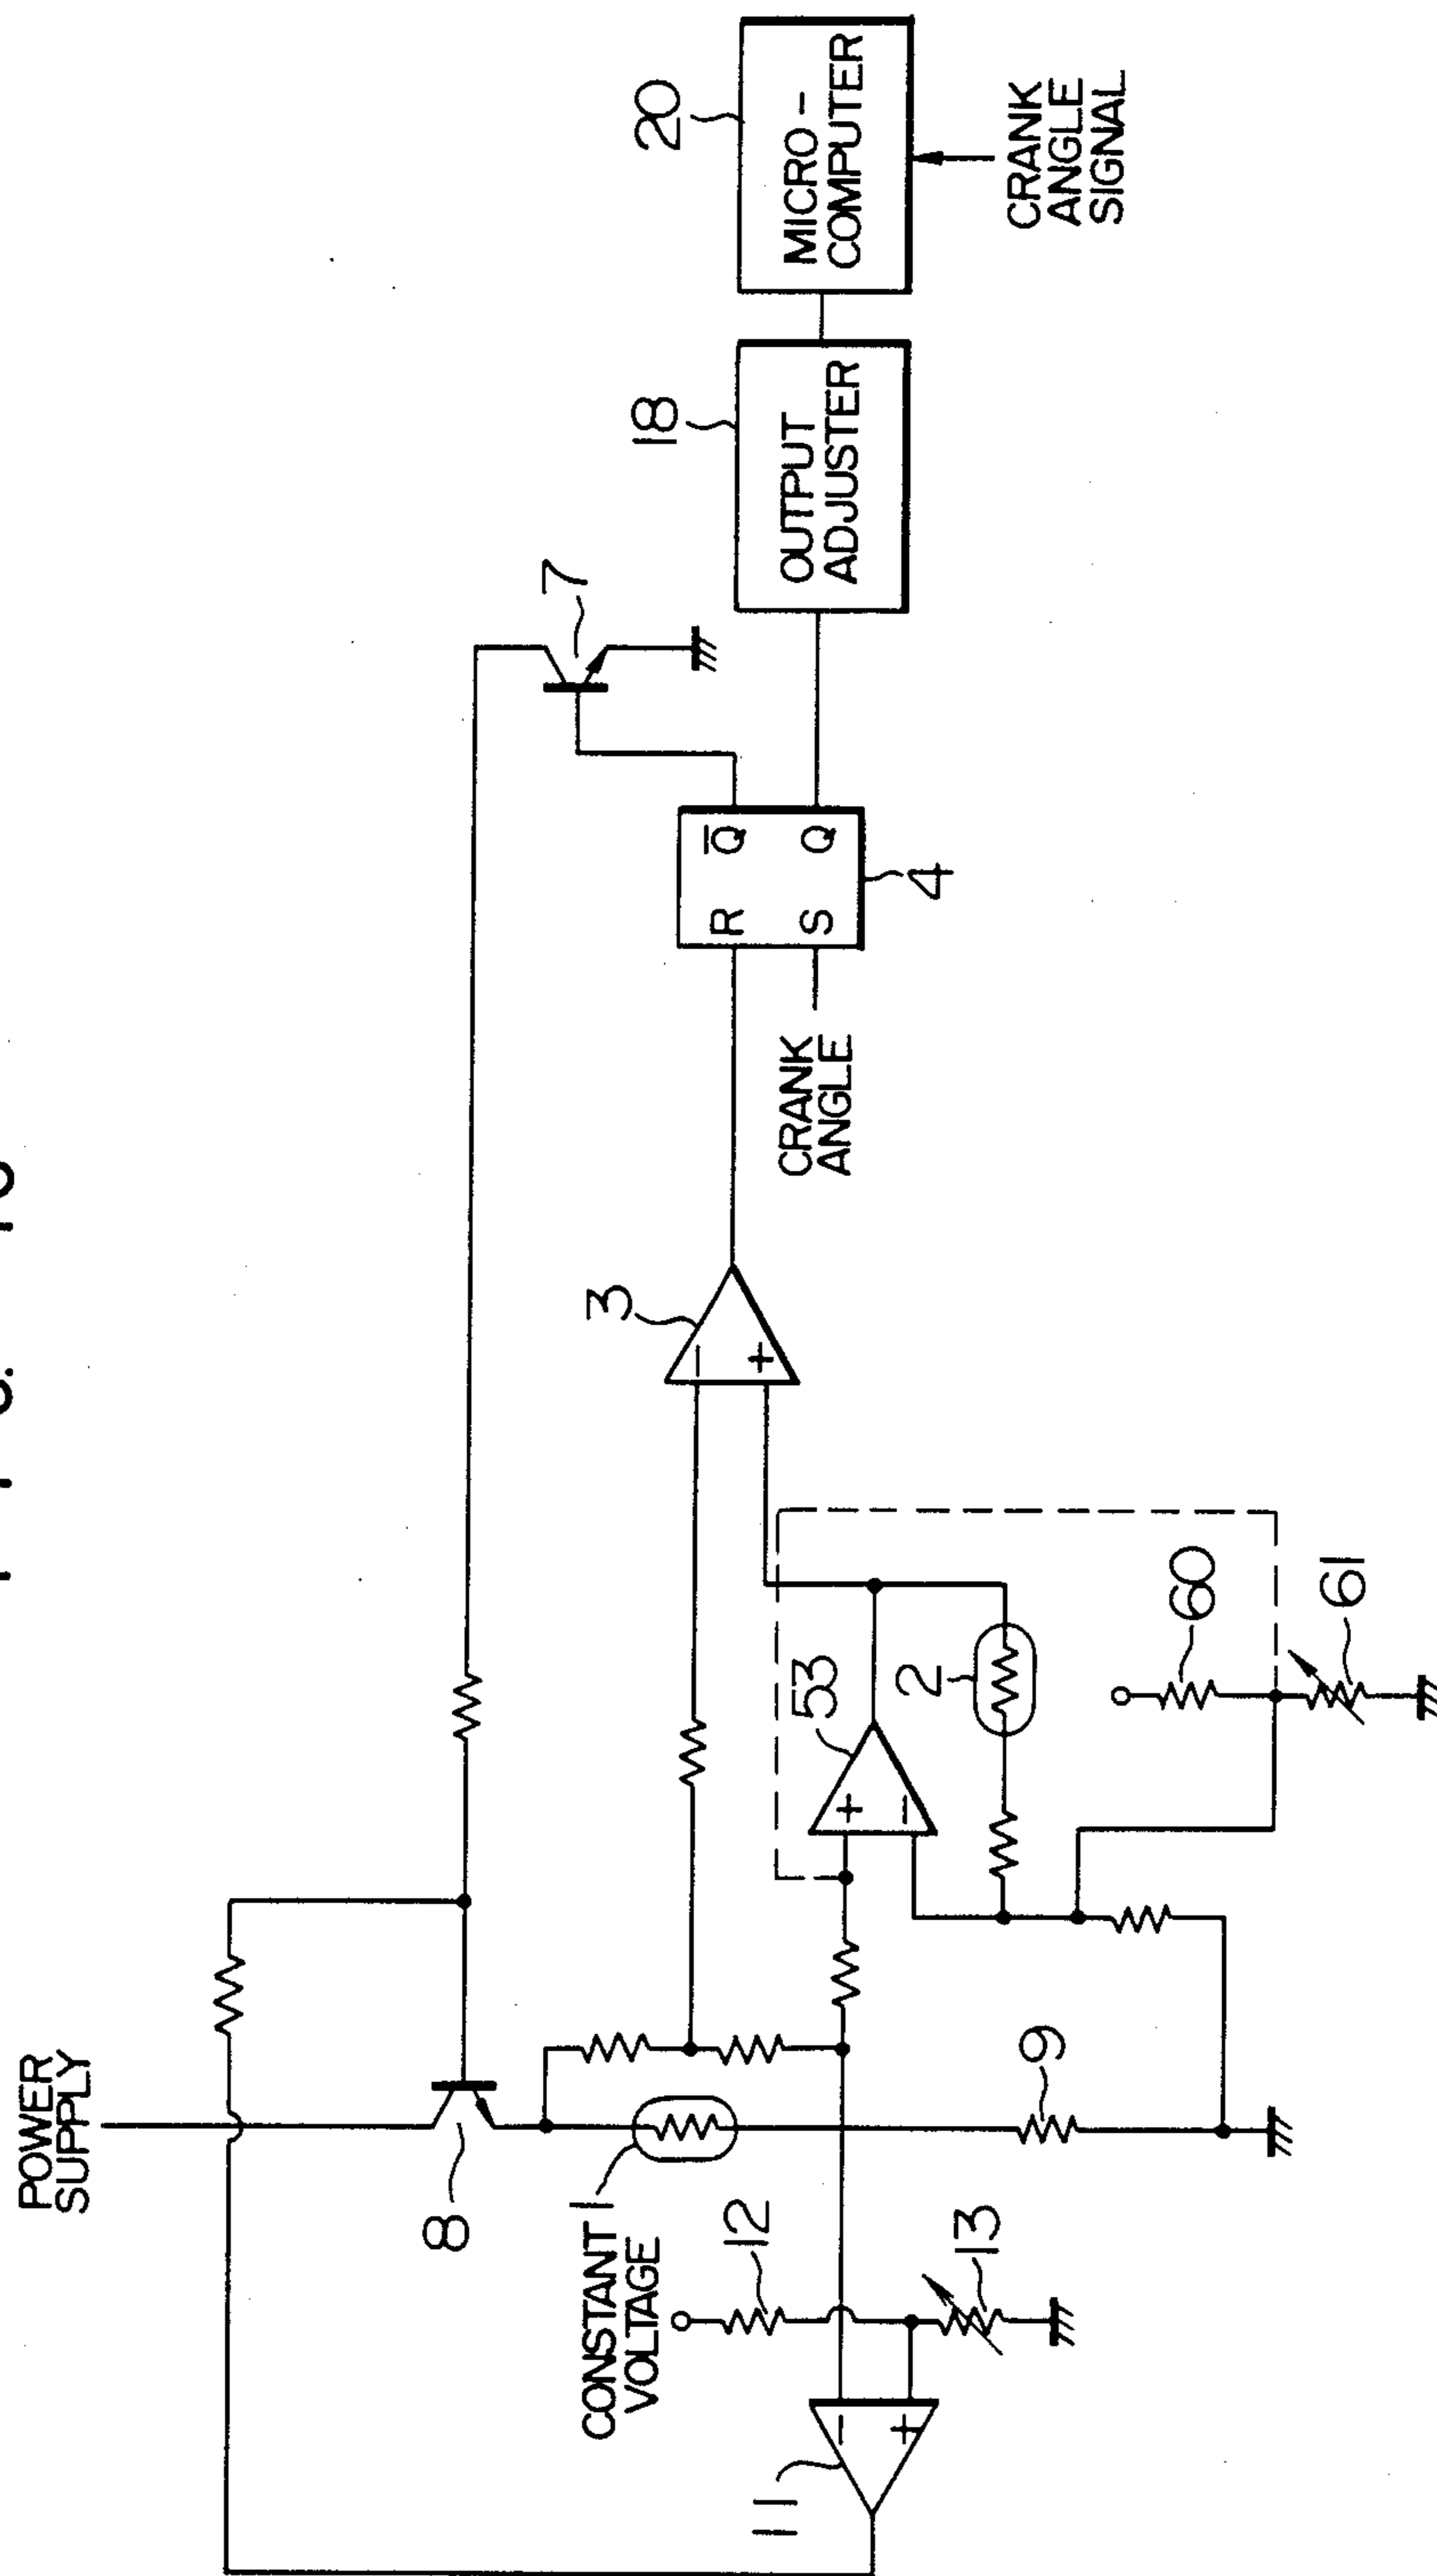 POWER
SUPPLY
8
7
3
R
Q̅
S
Q
4
CRANK
ANGLE
18
OUTPUT
ADJUSTER
20
MICRO -
COMPUTER
CRANK
ANGLE
SIGNAL
1
CONSTANT
VOLTAGE
12
13
11
-
+
9
53
+
-
2
60
61
-
+